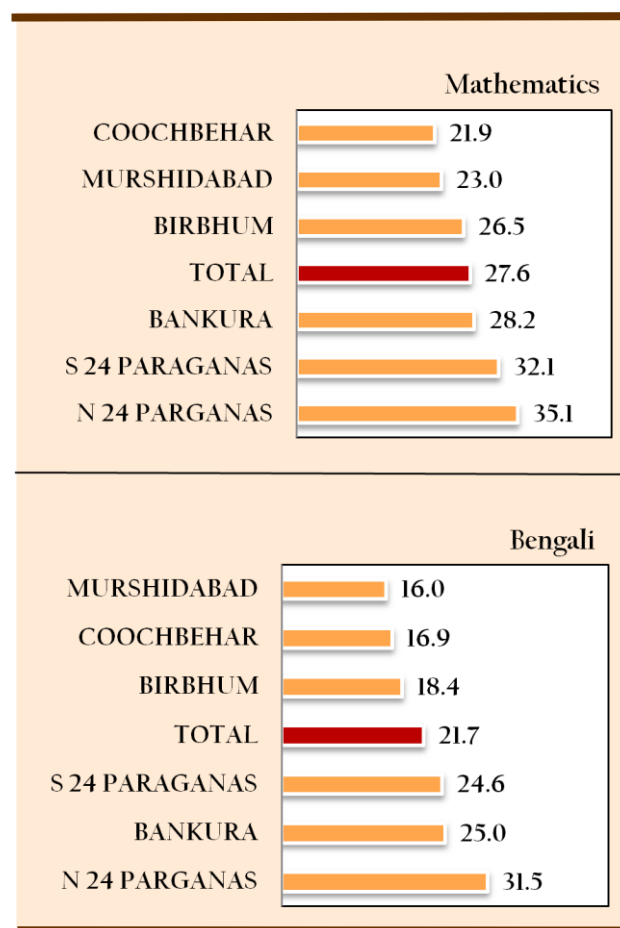 Mathematics
COOCHBEHAR 21.9
MURSHIDABAD 23.0
BIRBHUM 26.5
TOTAL 27.6
BANKURA 28.2
S 24 PARAGANAS 32.1
N 24 PARGANAS 35.1
Bengali
MURSHIDABAD 16.0
COOCHBEHAR 16.9
BIRBHUM 18.4
TOTAL 21.7
S 24 PARAGANAS 24.6
BANKURA 25.0
N 24 PARGANAS 31.5